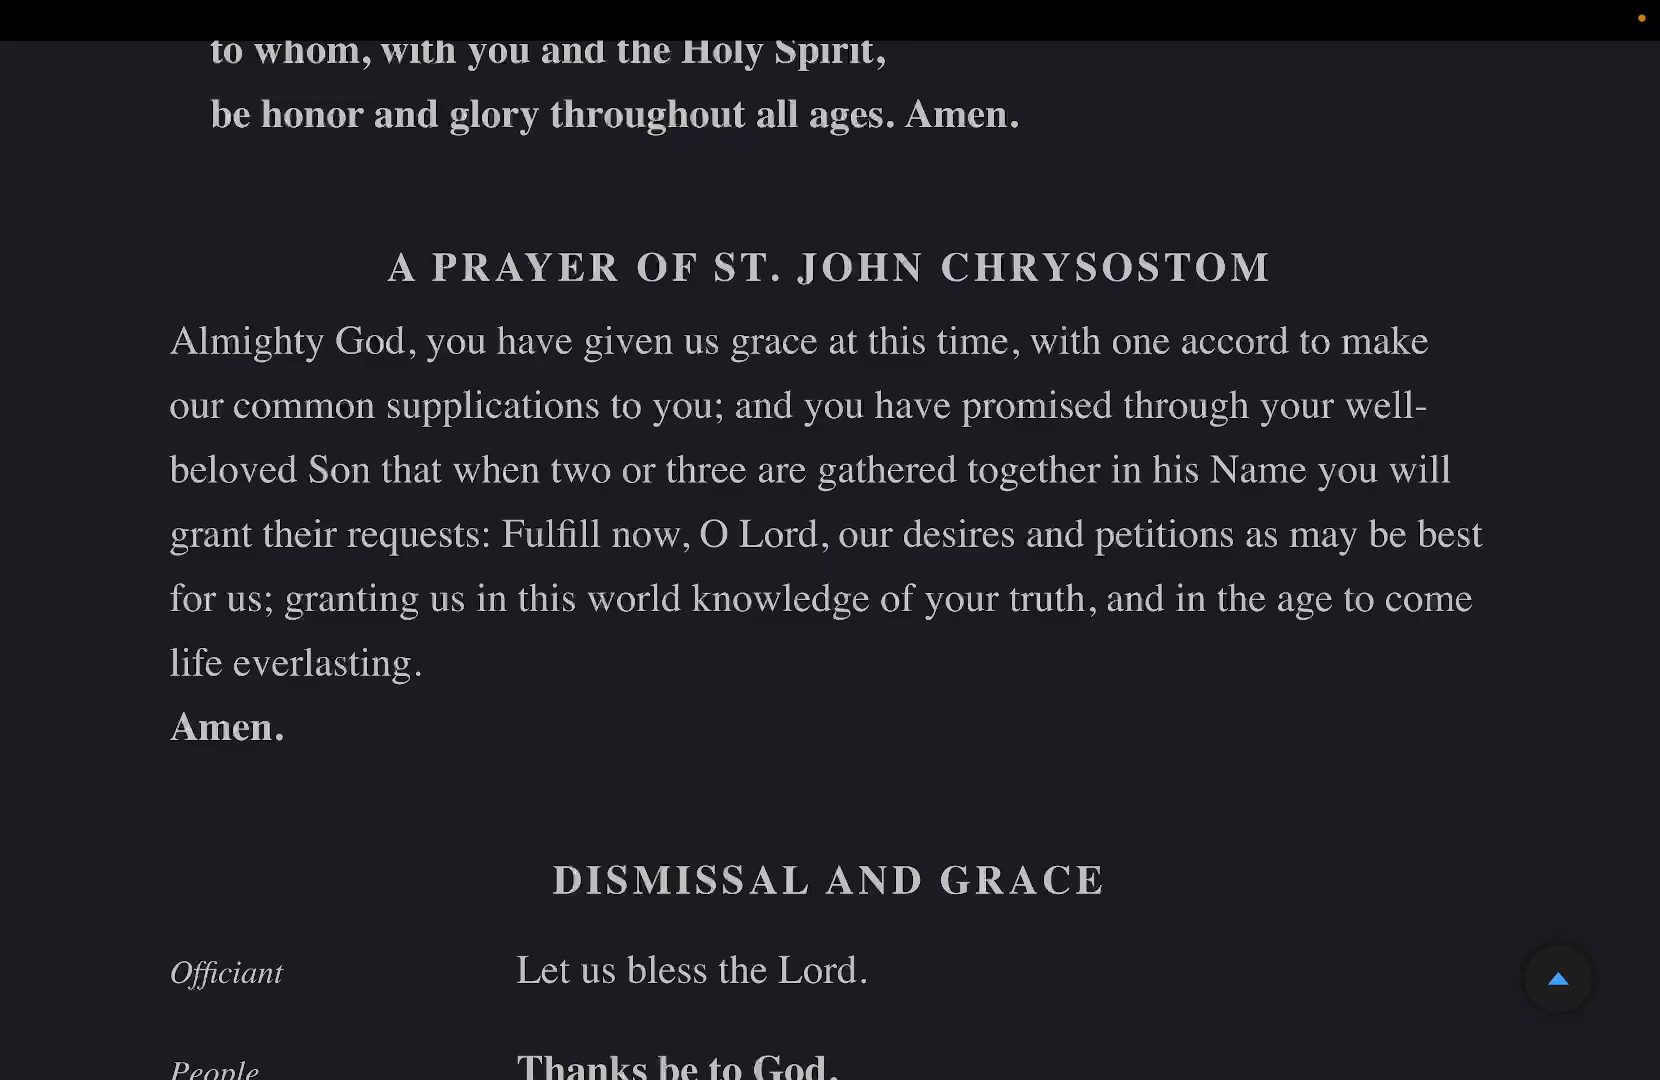 to whom, with you and the Holy Spirit,
be honor and glory throughout all ages. Amen.
A PRAYER OF ST. JOHN CHRYSOSTOM
Almighty God, you have given us grace at this time, with one accord to make
our common supplications to you; and you have promised through your well-
beloved Son that when two or three are gathered together in his Name you will
grant their requests: Fulfill now, O Lord, our desires and petitions as may be best
for us; granting us in this world knowledge of your truth, and in the age to come
life everlasting.
Amen.
DISMISSAL AND GRACE
Officiant Let us bless the Lord.
People Thanks be to God.